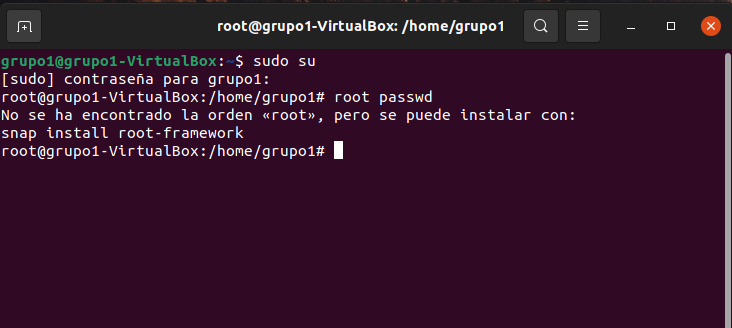 root@grupo1-VirtualBox: /home/grupo1
grupo1@grupo1-VirtualBox:~$ sudo su
[sudo] contraseña para grupo1:
root@grupo1-VirtualBox:/home/grupo1# root passwd
No se ha encontrado la orden «root», pero se puede instalar con:
snap install root-framework
root@grupo1-VirtualBox:/home/grupo1#